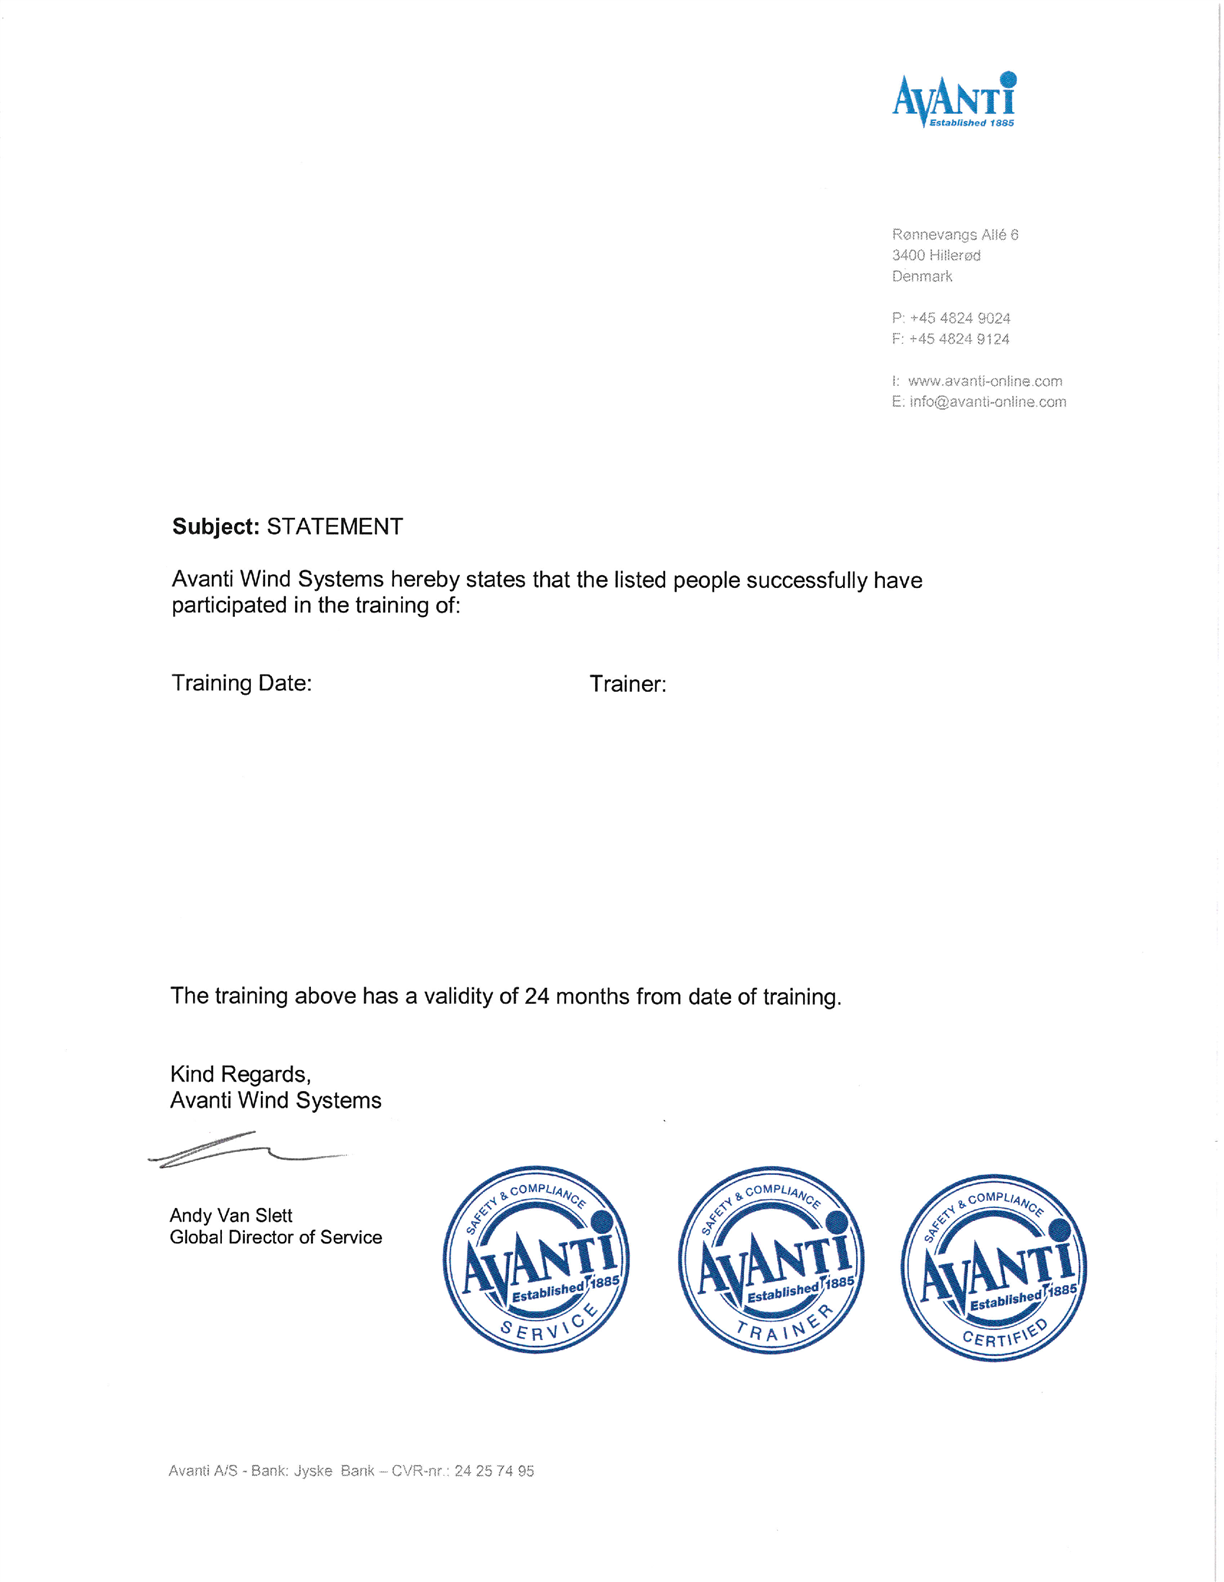 AVANTI
Established 1885
Rønnevangs Allé 6
3400 Hillerød
Denmark
P: +45 4824 9024
F: +45 4824 9124
I: www.avanti-online.com
E: info@avanti-online.com
Subject: STATEMENT
Avanti Wind Systems hereby states that the listed people successfully have
participated in the training of:
Training Date: Trainer:
The training above has a validity of 24 months from date of training.
Kind Regards,
Avanti Wind Systems
Andy Van Slett
Global Director of Service
SAFETY & COMPLIANCE
AVANTI
Established 1885
SERVICE
SAFETY & COMPLIANCE
AVANTI
Established 1885
TRAINER
SAFETY & COMPLIANCE
AVANTI
Established 1885
CERTIFIED
Avanti A/S - Bank: Jyske Bank – CVR-nr.: 24 25 74 95